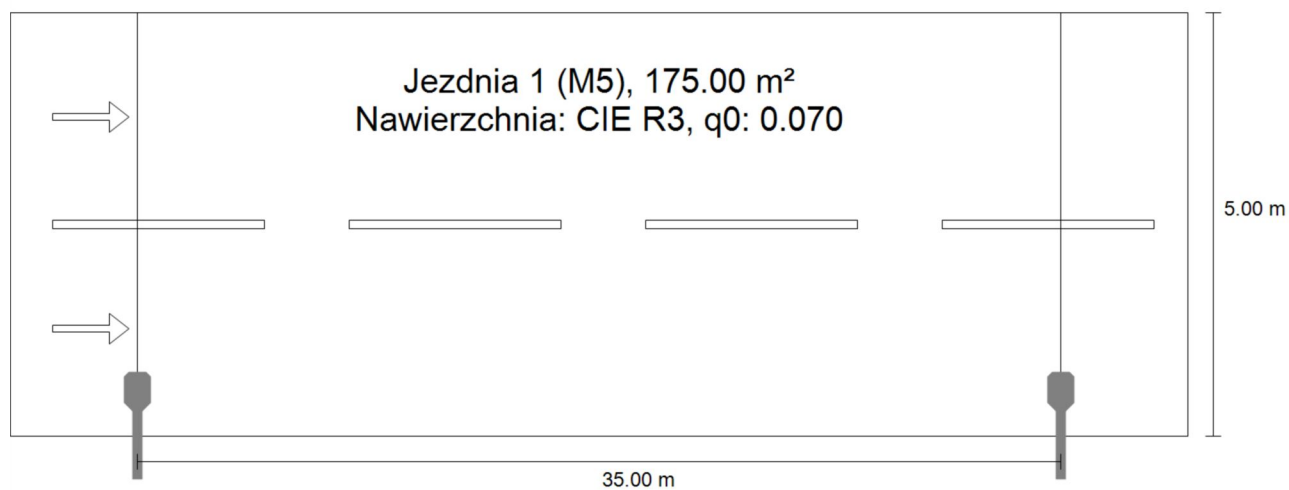 Jezdnia 1 (M5), 175.00 m²
Nawierzchnia: CIE R3, q0: 0.070
5.00 m
35.00 m